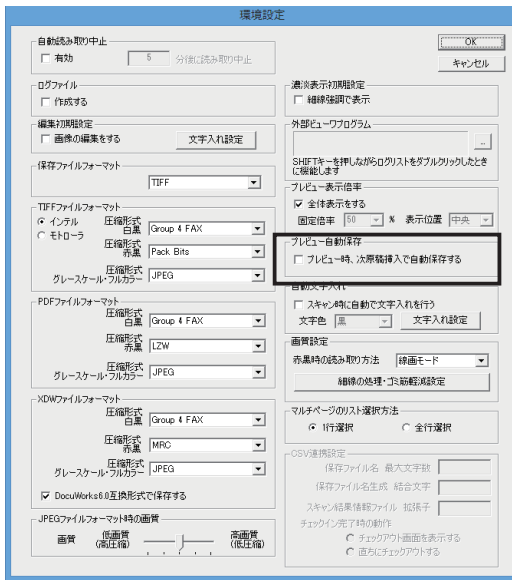 環境設定
自動読み取り中止
有効 5 分後に読み取り中止
ログファイル
作成する
編集初期設定
画像の編集をする 文字入れ設定
保存ファイルフォーマット
TIFF
TIFFファイルフォーマット
インテル
モトローラ
圧縮形式
白黒 Group 4 FAX
圧縮形式
赤黒 Pack Bits
圧縮形式
グレースケール・フルカラー JPEG
PDFファイルフォーマット
圧縮形式
白黒 Group 4 FAX
圧縮形式
赤黒 LZW
圧縮形式
グレースケール・フルカラー JPEG
XDWファイルフォーマット
圧縮形式
白黒 Group 4 FAX
圧縮形式
赤黒 MRC
圧縮形式
グレースケール・フルカラー JPEG
DocuWorks6.0互換形式で保存する
JPEGファイルフォーマット時の画質
画質 低画質 高画質
(高圧縮) (低圧縮)
OK
キャンセル
濃淡表示初期設定
細線強調で表示
外部ビューワプログラム
...
SHIFTキーを押しながらログリストをダブルクリックしたとき
に機能します
プレビュー表示倍率
全体表示をする
固定倍率 50 % 表示位置 中央
プレビュー自動保存
プレビュー時、次原稿挿入で自動保存する
自動文字入れ
スキャン時に自動で文字入れを行う
文字色 黒 文字入れ設定
画質設定
赤黒時の読み取り方法 線画モード
細線の処理・ゴミ筋軽減設定
マルチページのリスト選択方法
1行選択 全行選択
CSV連携設定
保存ファイル名 最大文字数
保存ファイル名生成 結合文字
スキャン結果情報ファイル 拡張子
チェックイン完了時の動作
チェックアウト画面を表示する
直ちにチェックアウトする